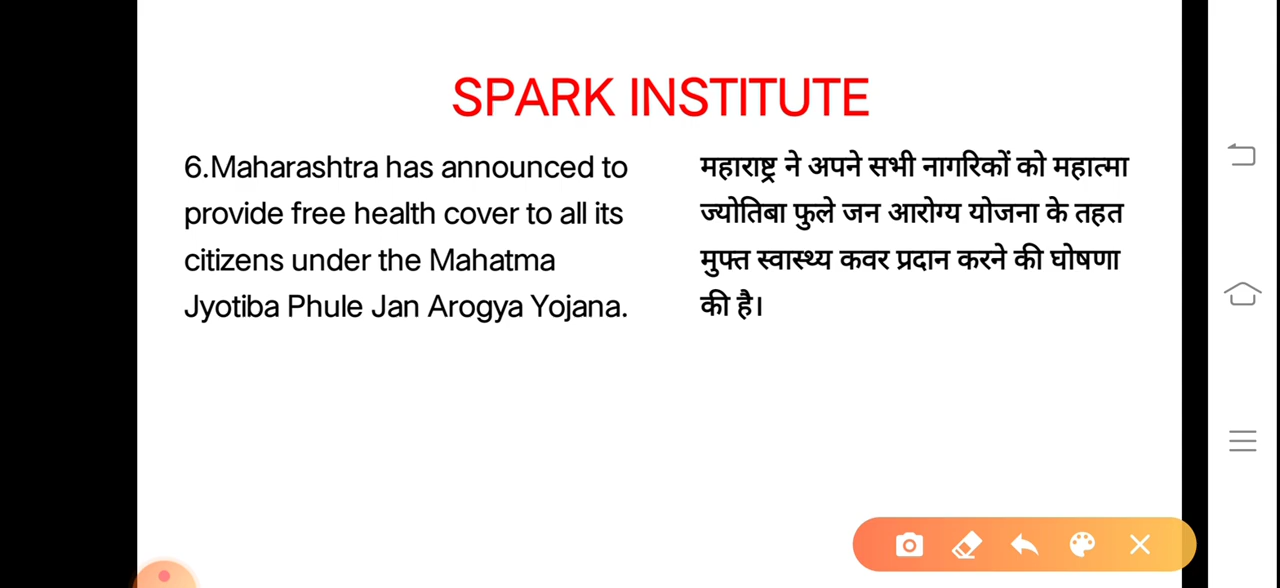 SPARK INSTITUTE
6.Maharashtra has announced to
provide free health cover to all its
citizens under the Mahatma
Jyotiba Phule Jan Arogya Yojana.
महाराष्ट्र ने अपने सभी नागरिकों को महात्मा
ज्योतिबा फुले जन आरोग्य योजना के तहत
मुफ्त स्वास्थ्य कवर प्रदान करने की घोषणा
की है।